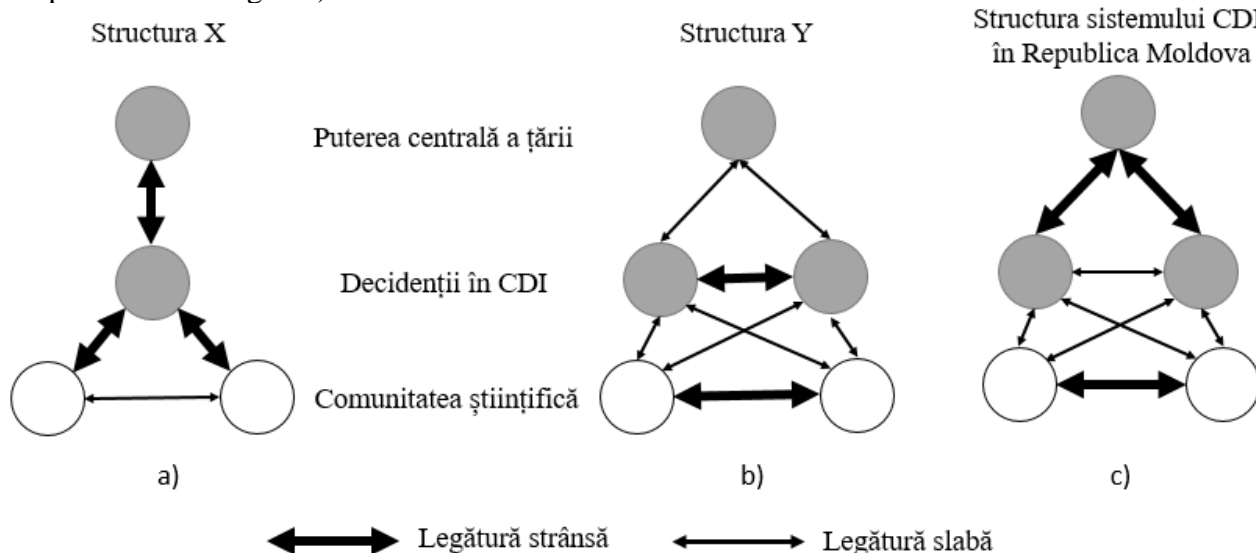 Structura X
Structura Y
Structura sistemului CDI
în Republica Moldova
Puterea centrală a țării
Decidenții în CDI
Comunitatea științifică
a)
b)
c)
Legătură strânsă
Legătură slabă